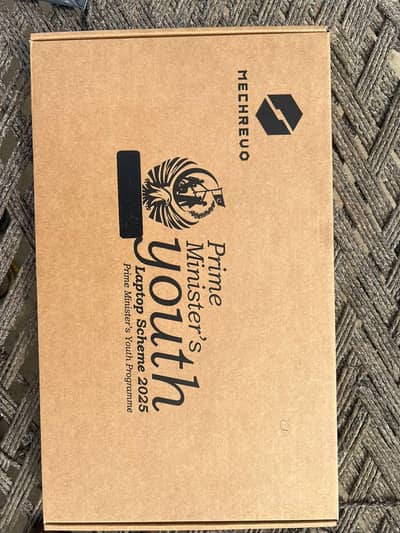 MECHREVO
Prime
Minister's
youth
Laptop Scheme 2025
Prime Minister's Youth Programme